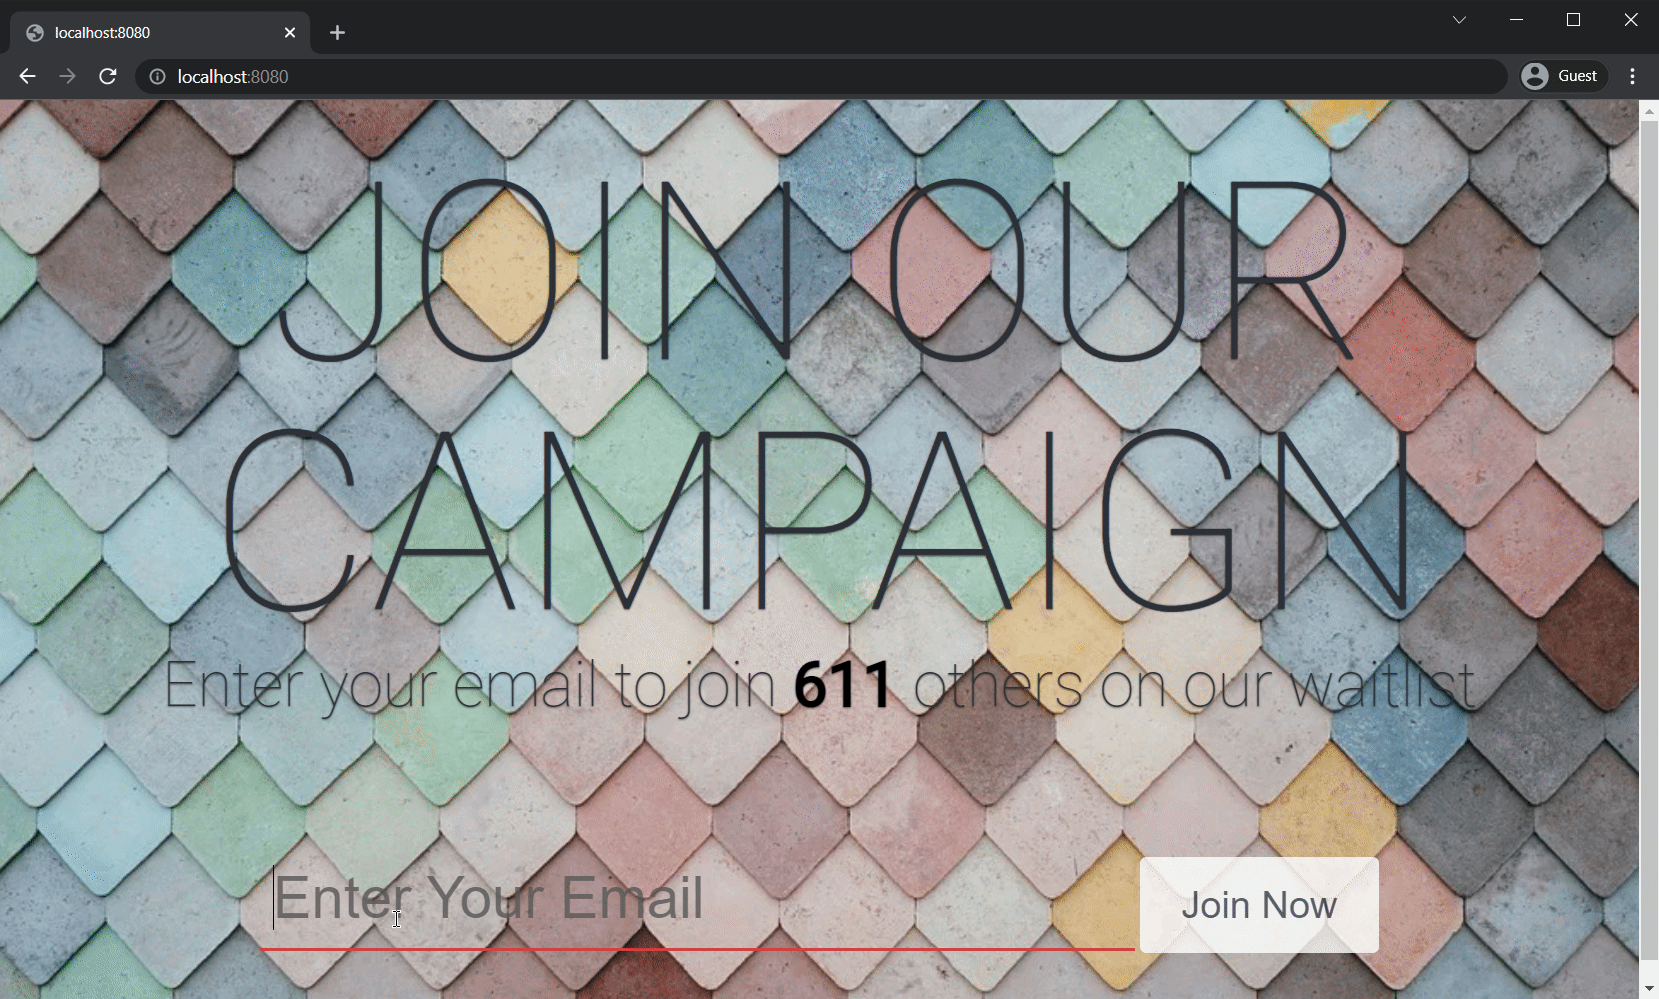 localhost:8080
localhost:8080
Guest
JOIN OUR
CAMPAIGN
Enter your email to join 611 others on our waitlist
Enter Your Email
Join Now